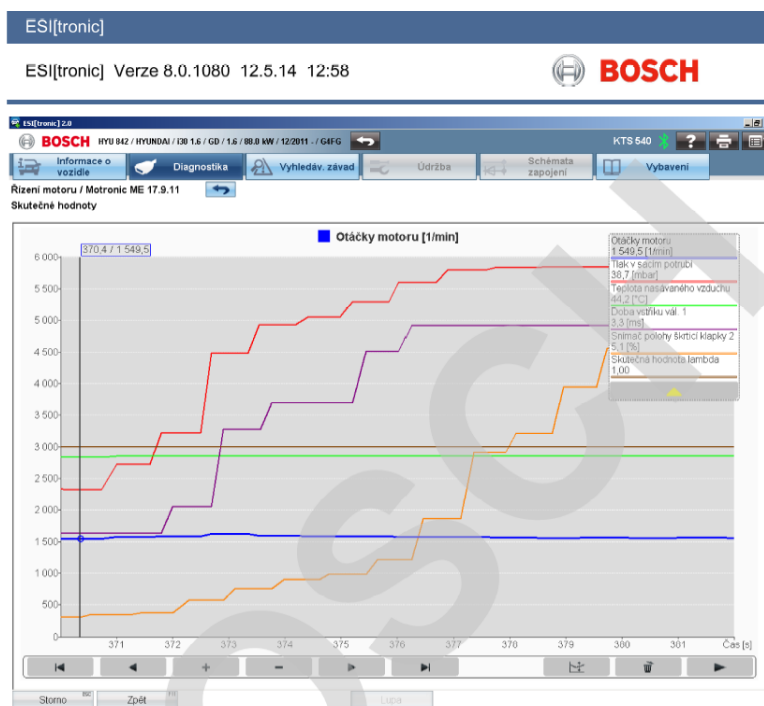 ESI[tronic]
ESI[tronic] Verze 8.0.1080 12.5.14 12:58
BOSCH
ESI[tronic] 2.0
BOSCH HYU 842 / HYUNDAI / i30 1.6 / GD / 1.6 / 88.0 kW / 12/2011 - / G4FG
KTS 540
?
Informace o vozidle
Diagnostika
Vyhledáv. závad
Údržba
Schémata zapojení
Vybavení
Řízení motoru / Motronic ME 17.9.11
Skutečné hodnoty
Otáčky motoru [1/min]
370,4 / 1 549,5
Otáčky motoru
1 549,5 [1/min]
Tlak v sacím potrubí
38,7 [mbar]
Teplota nasávaného vzduchu
44,2 [°C]
Doba vstřiku vál. 1
3,3 [ms]
Snímač polohy škrticí klapky 2
5,1 [%]
Skutečná hodnota lambda
1,00
6 000
5 500
5 000
4 500
4 000
3 500
3 000
2 500
2 000
1 500
1 000
500
0
371 372 373 374 375 376 377 378 379 380 381 Čas [s]
Storno
Zpět
Lupa
BOSCH